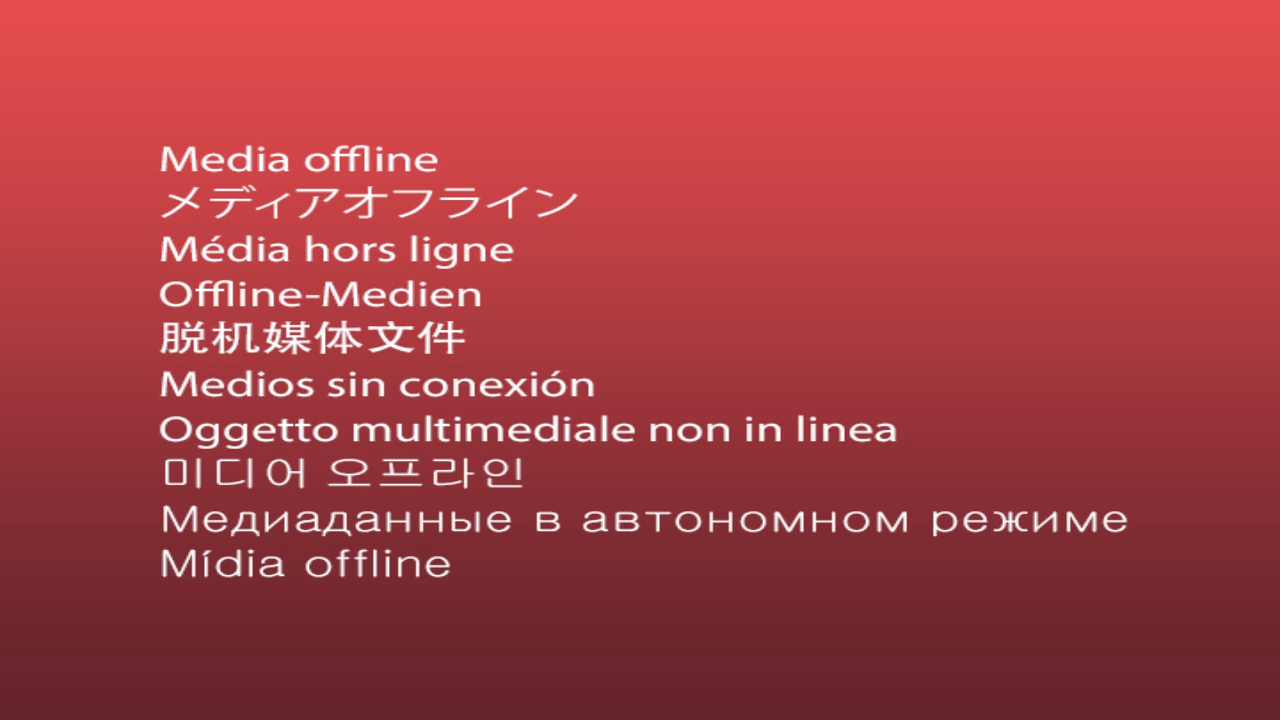 Media offline
メディアオフライン
Média hors ligne
Offline-Medien
脱机媒体文件
Medios sin conexión
Oggetto multimediale non in linea
미디어 오프라인
Медиаданные в автономном режиме
Mídia offline